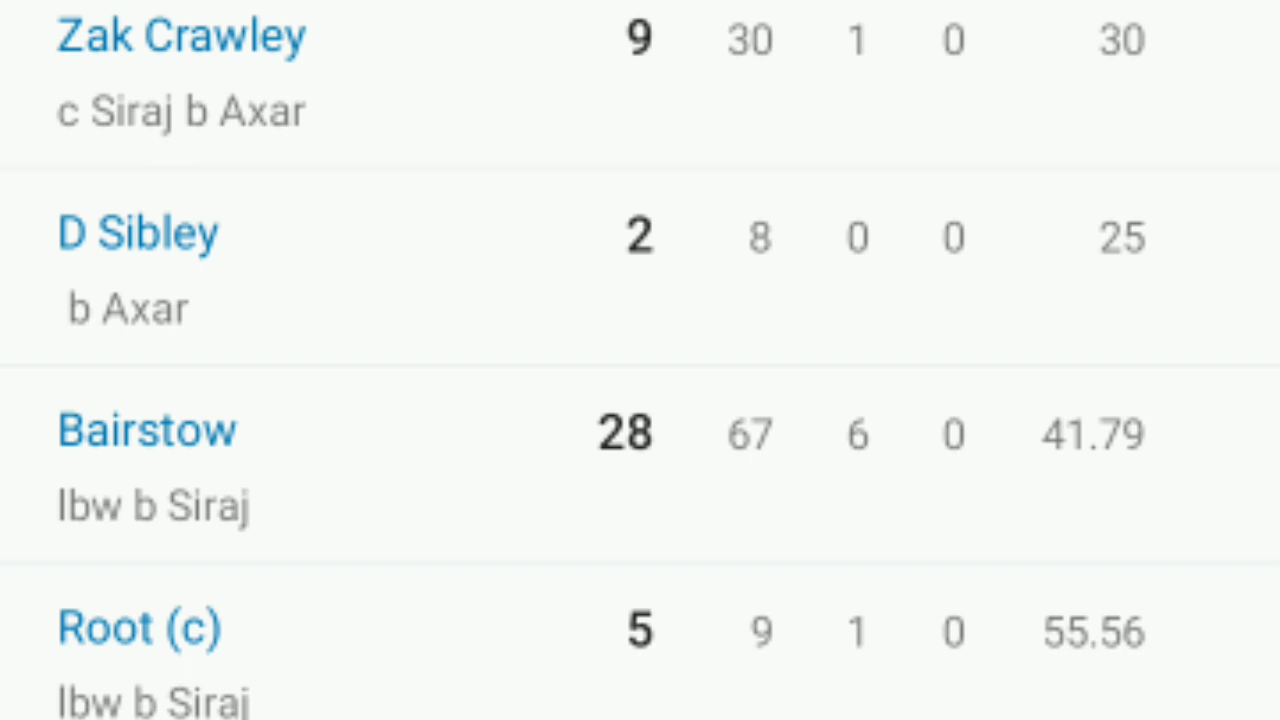 Zak Crawley 9 30 1 0 30
c Siraj b Axar
D Sibley 2 8 0 0 25
b Axar
Bairstow 28 67 6 0 41.79
lbw b Siraj
Root (c) 5 9 1 0 55.56
lbw b Siraj